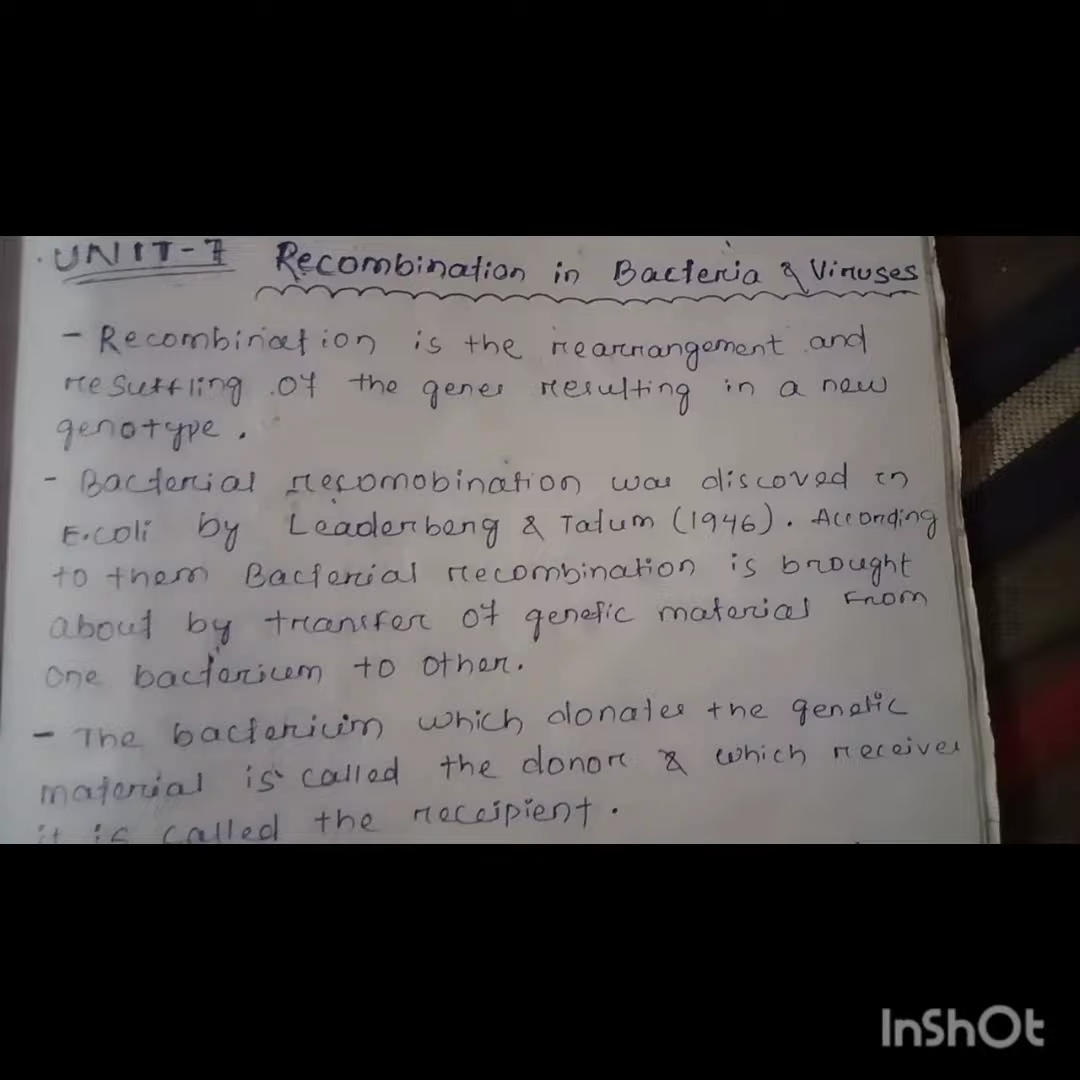 UNIT-7 Recombination in Bacteria & Viruses
- Recombination is the rearrangement and
resuffling of the genes resulting in a new
genotype.
- Bacterial recomobination was discoved in
E.coli by Leaderberg & Tatum (1946). According
to them Bacterial recombination is brought
about by transfer of genetic material from
one bacterium to other.
- The bacterium which donates the genetic
material is called the donor & which receives
it is called the receipient.
InShOt